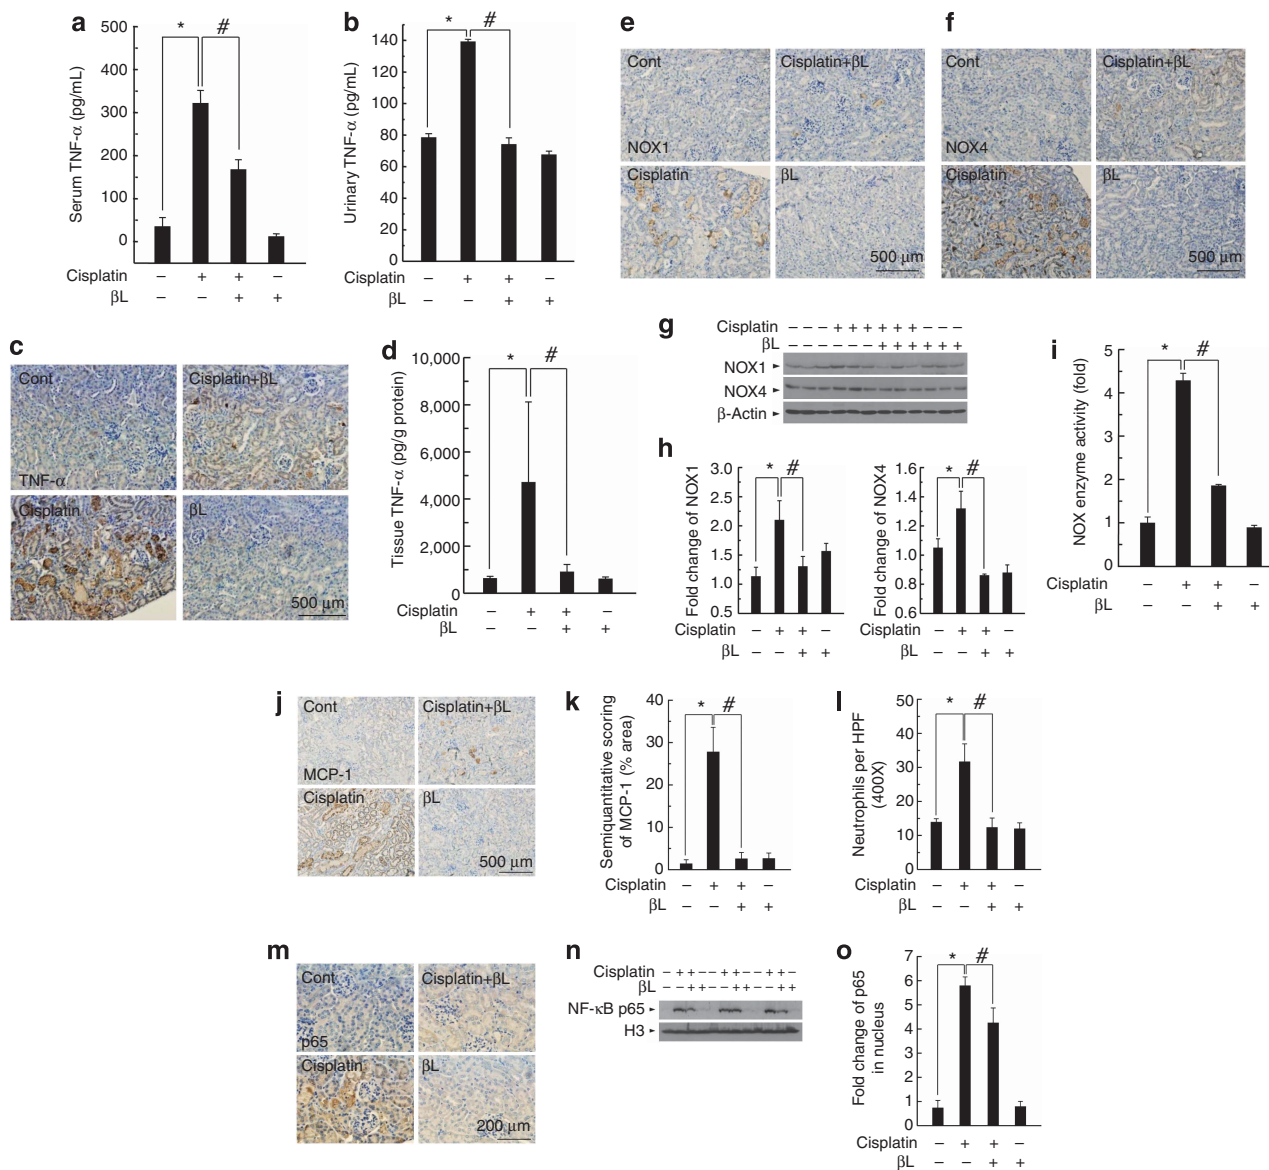 a
Serum TNF-α (pg/mL)
500
400
300
200
100
0
* #
Cisplatin – + + –
βL – – + +
b
Urinary TNF-α (pg/mL)
140
120
100
80
60
40
20
0
* #
– + + –
– – + +
c
Cont
Cisplatin+βL
TNF-α
Cisplatin
βL
500 μm
d
Tissue TNF-α (pg/g protein)
10,000
8,000
6,000
4,000
2,000
0
* #
Cisplatin – + + –
βL – – + +
e
Cont
Cisplatin+βL
NOX1
Cisplatin
βL
500 μm
f
Cont
Cisplatin+βL
NOX4
Cisplatin
βL
500 μm
g
Cisplatin – – – + + + + + + – – –
βL – – – – – – + + + + + +
NOX1
NOX4
β-Actin
h
Fold change of NOX1
3.0
2.5
2.0
1.5
1.0
0.5
* #
Cisplatin – + + –
βL – – + +
Fold change of NOX4
1.6
1.4
1.2
1.0
0.8
0.6
* #
Cisplatin – + + –
βL – – + +
i
NOX enzyme activity (fold)
5
4
3
2
1
0
* #
Cisplatin – + + –
βL – – + +
j
Cont
Cisplatin+βL
MCP-1
Cisplatin
βL
500 μm
k
Semiquantitative scoring
of MCP-1 (% area)
40
30
20
10
0
* #
Cisplatin – + + –
βL – – + +
l
Neutrophils per HPF
(400X)
50
40
30
20
10
0
* #
Cisplatin – + + –
βL – – + +
m
Cont
Cisplatin+βL
p65
Cisplatin
βL
200 μm
n
Cisplatin – + + – – + + – – + + –
βL – – + + – – + + – – + + –
NF-κB p65
H3
o
Fold change of p65
in nucleus
7
6
5
4
3
2
1
0
* #
Cisplatin – + + –
βL – – + +